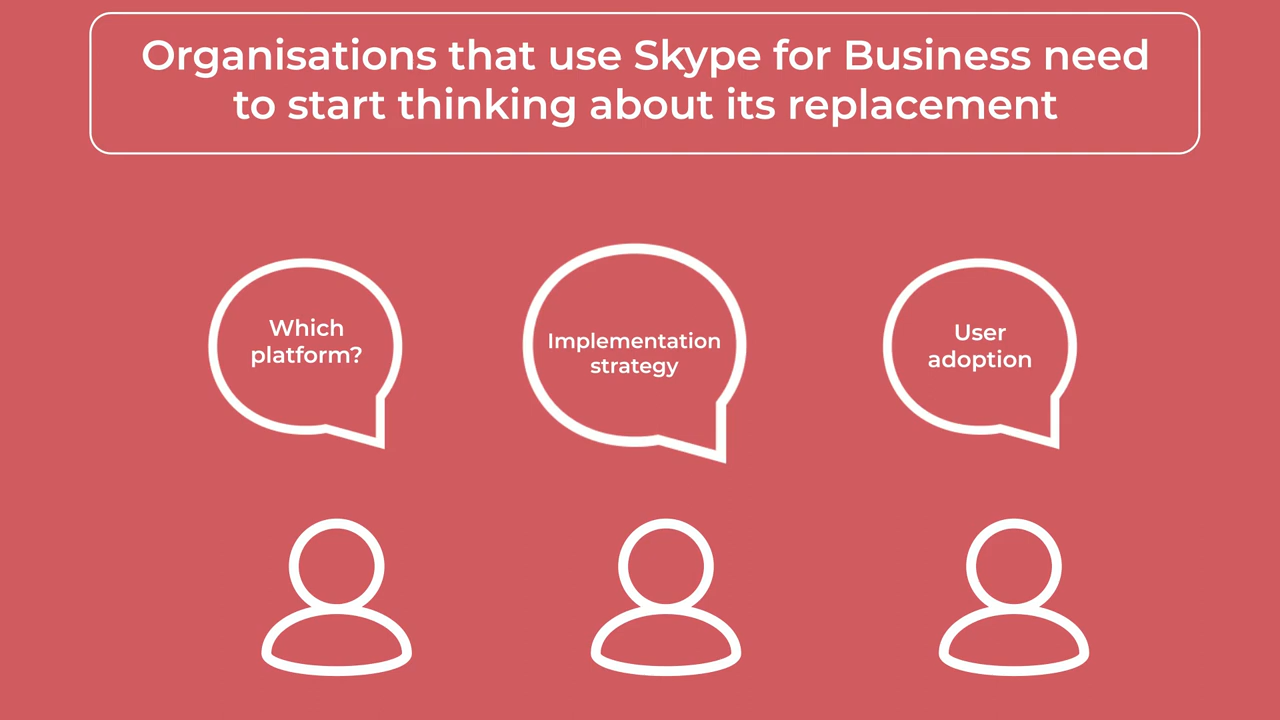 Organisations that use Skype for Business need
to start thinking about its replacement
Which
platform?
Implementation
strategy
User
adoption